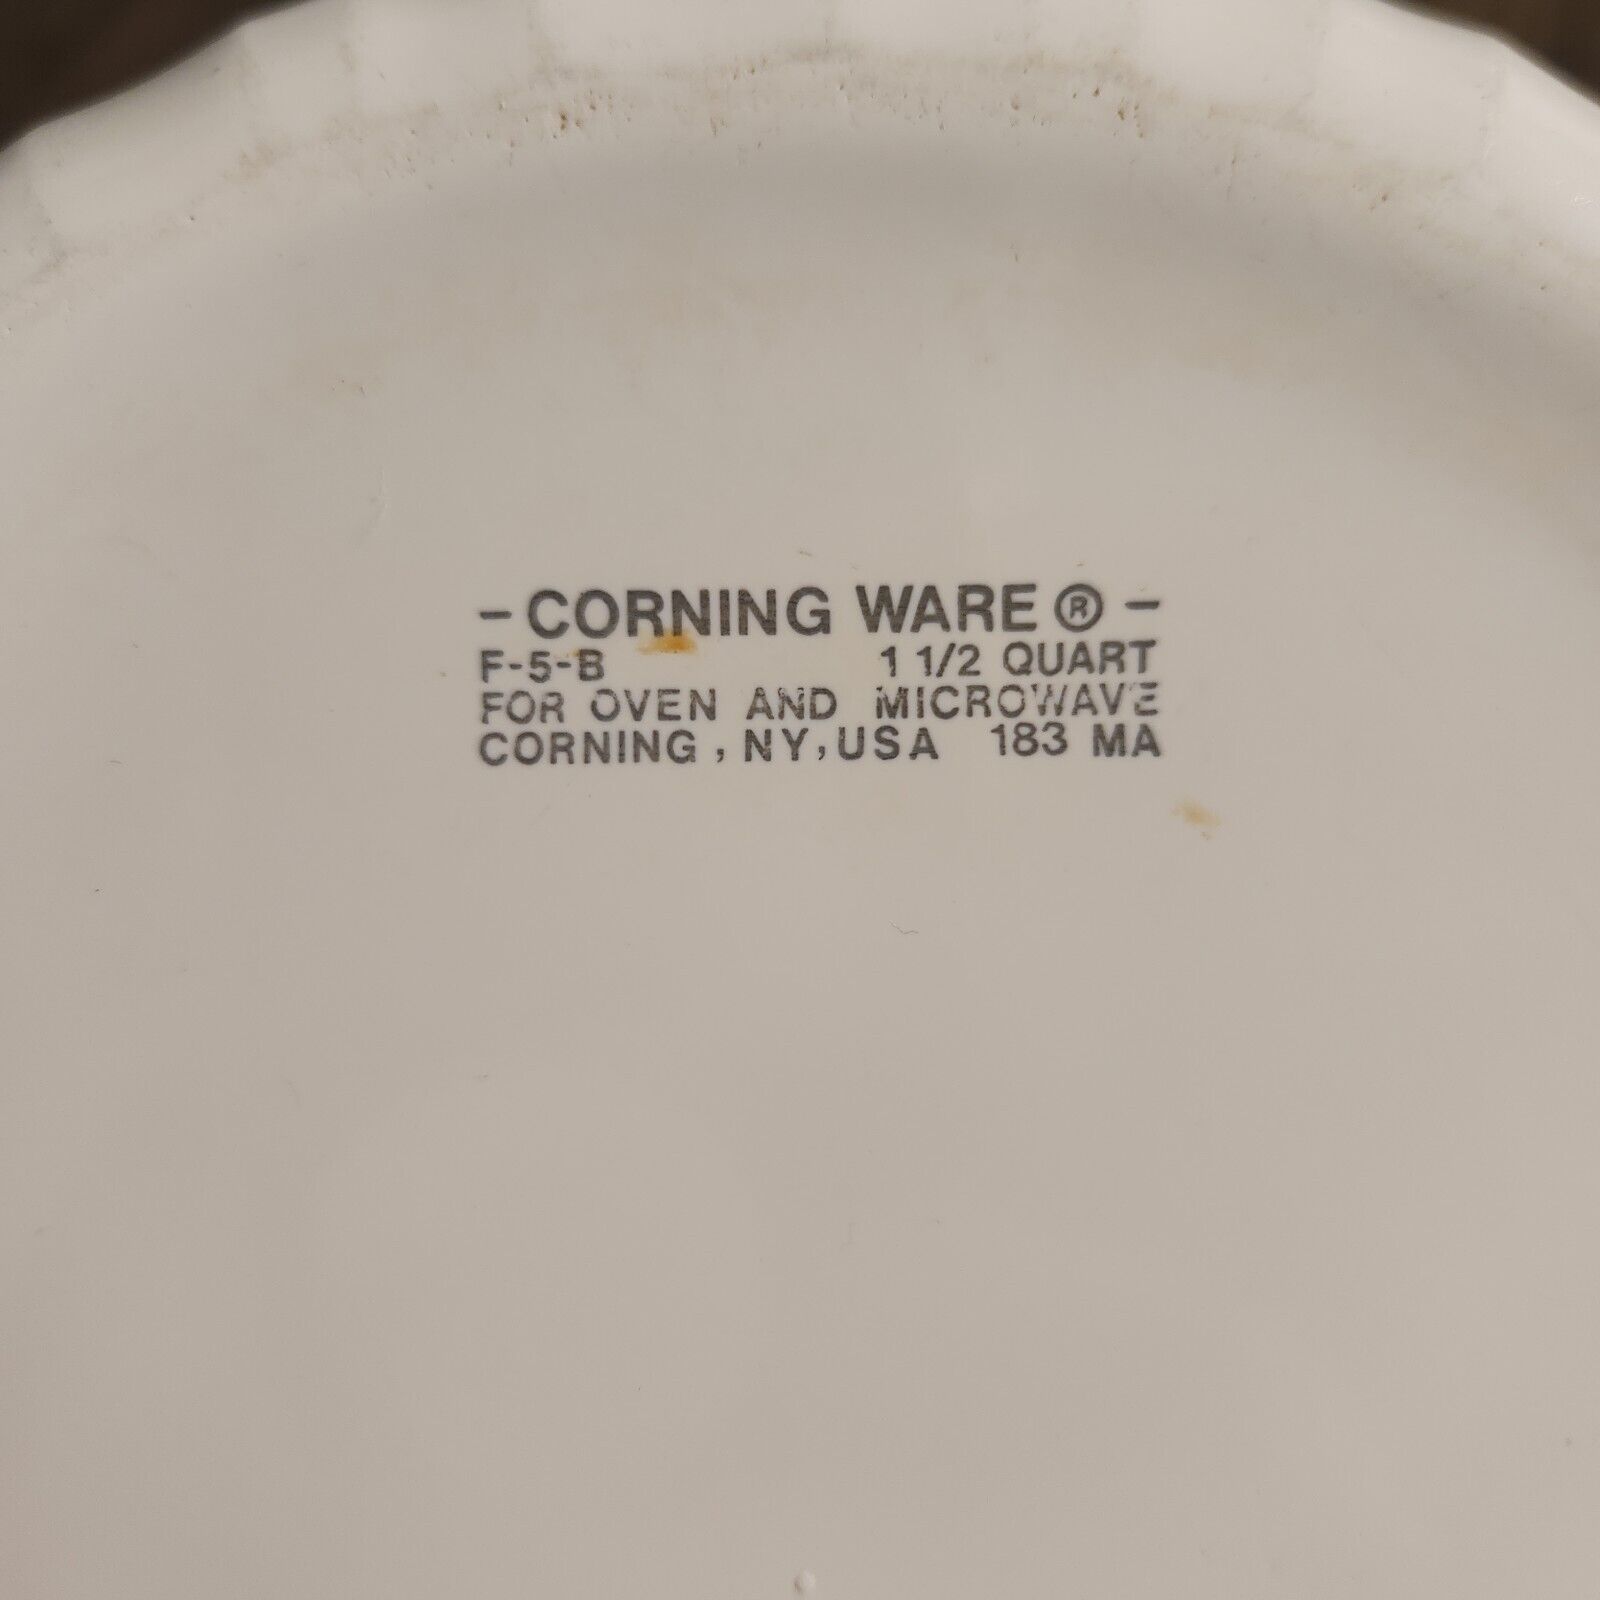 - CORNING WARE ® -
F-5-B 1 1/2 QUART
FOR OVEN AND MICROWAVE
CORNING , NY, USA 183 MA